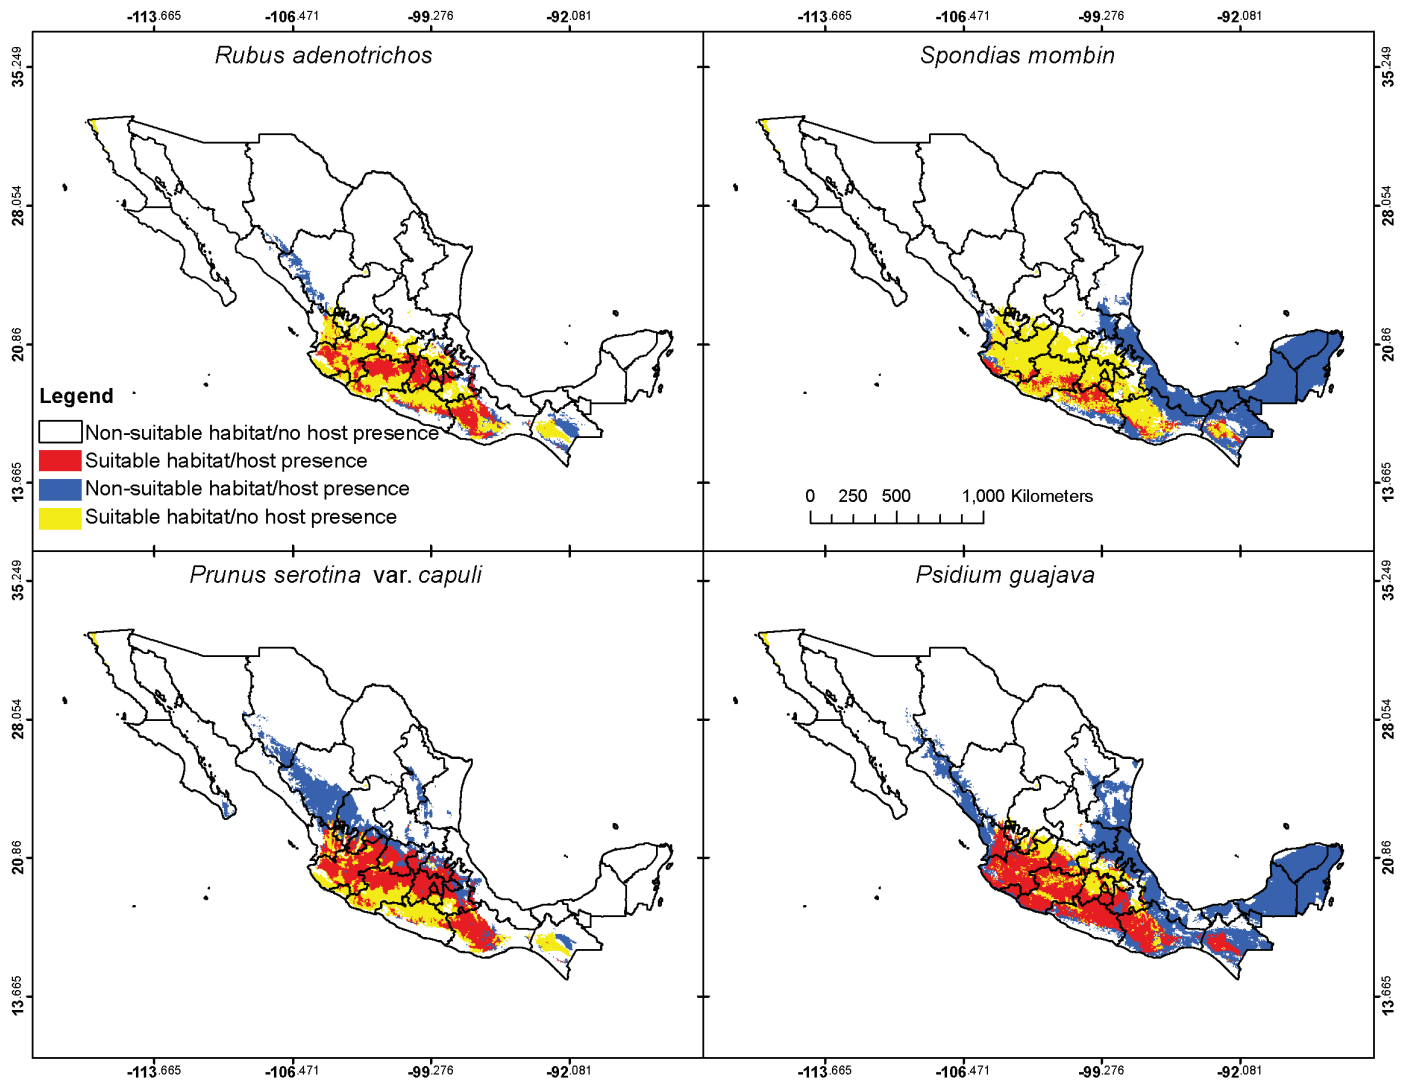 -113.665 -106.471 -99.276 -92.081 -113.665 -106.471 -99.276 -92.081
Rubus adenotrichos
Spondias mombin
35.249
28.054
20.86
13.665
35.249
28.054
20.86
13.665
Legend
Non-suitable habitat/no host presence
Suitable habitat/host presence
Non-suitable habitat/host presence
Suitable habitat/no host presence
0 250 500 1,000 Kilometers
Prunus serotina var. capuli
Psidium guajava
35.249
28.054
20.86
13.665
35.249
28.054
20.86
13.665
-113.665 -106.471 -99.276 -92.081 -113.665 -106.471 -99.276 -92.081